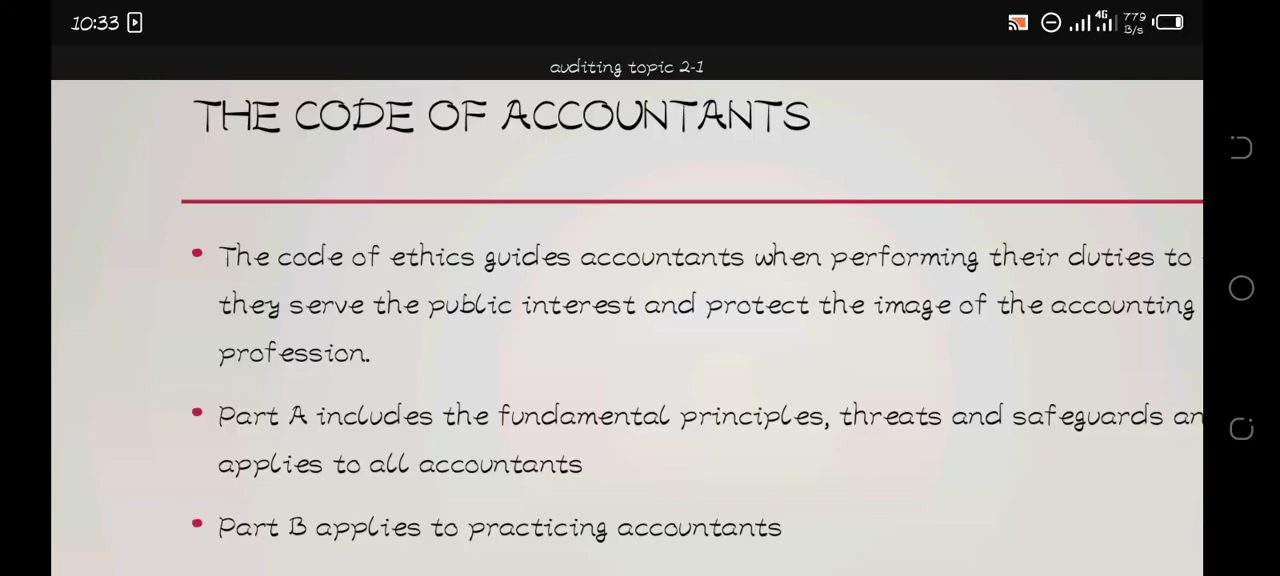 10:33
4G 779 B/s
auditing topic 2-1
THE CODE OF ACCOUNTANTS
• The code of ethics guides accountants when performing their duties to
they serve the public interest and protect the image of the accounting
profession.
• Part A includes the fundamental principles, threats and safeguards an
applies to all accountants
• Part B applies to practicing accountants